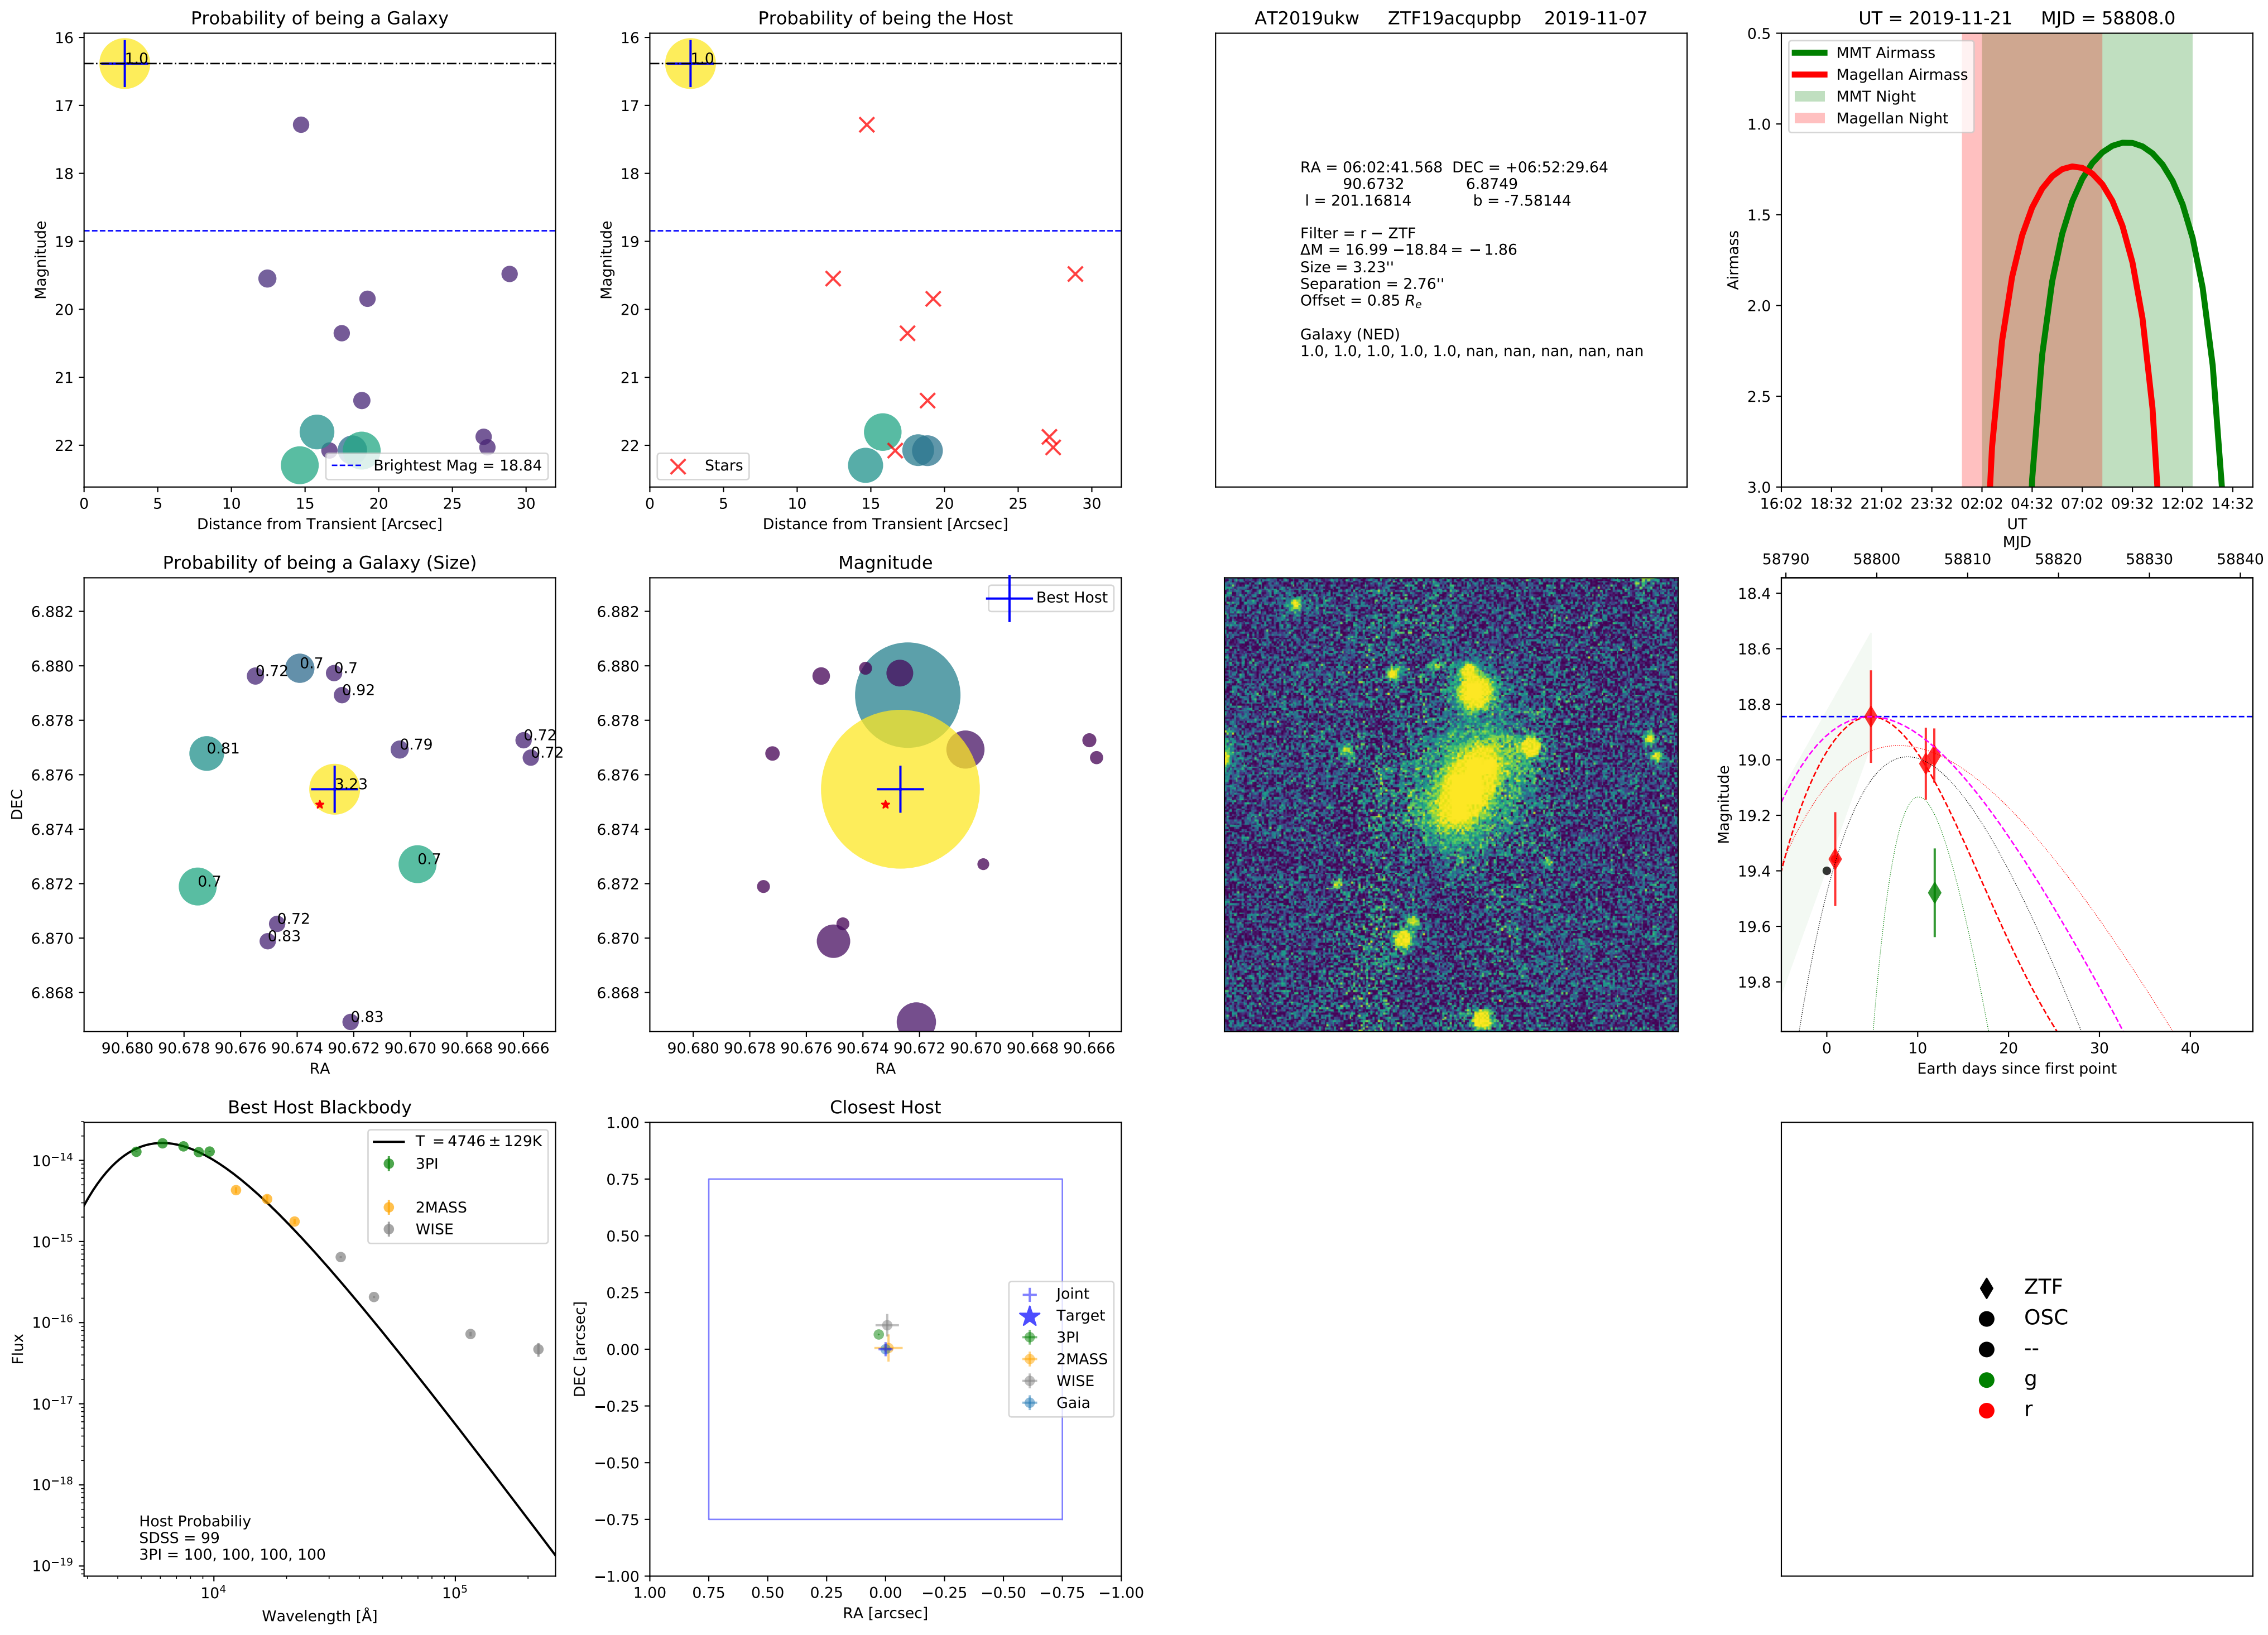 Probability of being a Galaxy
16
17
18
19
20
21
22
Magnitude
1.0
Brightest Mag = 18.84
0 5 10 15 20 25 30
Distance from Transient [Arcsec]
Probability of being the Host
16
17
18
19
20
21
22
Magnitude
1.0
Stars
0 5 10 15 20 25 30
Distance from Transient [Arcsec]
AT2019ukw ZTF19acqupbp 2019-11-07
RA = 06:02:41.568 DEC = +06:52:29.64
90.6732 6.8749
l = 201.16814 b = -7.58144
Filter = r − ZTF
ΔM = 16.99 −18.84 = − 1.86
Size = 3.23''
Separation = 2.76''
Offset = 0.85 Rₑ
Galaxy (NED)
1.0, 1.0, 1.0, 1.0, 1.0, nan, nan, nan, nan, nan
UT = 2019-11-21 MJD = 58808.0
0.5
1.0
1.5
2.0
2.5
3.0
Airmass
MMT Airmass
Magellan Airmass
MMT Night
Magellan Night
16:02 18:32 21:02 23:32 02:02 04:32 07:02 09:32 12:02 14:32
UT
Probability of being a Galaxy (Size)
6.882
6.880
6.878
6.876
6.874
6.872
6.870
6.868
DEC
0.72
0.7
0.7
0.92
0.81
0.79
0.72
0.72
3.23
0.7
0.7
0.72
0.83
0.83
90.680 90.678 90.676 90.674 90.672 90.670 90.668 90.666
RA
Magnitude
Best Host
6.882
6.880
6.878
6.876
6.874
6.872
6.870
6.868
90.680 90.678 90.676 90.674 90.672 90.670 90.668 90.666
RA
MJD
58790 58800 58810 58820 58830 58840
18.4
18.6
18.8
19.0
19.2
19.4
19.6
19.8
Magnitude
0 10 20 30 40
Earth days since first point
Best Host Blackbody
10⁻¹⁴
10⁻¹⁵
10⁻¹⁶
10⁻¹⁷
10⁻¹⁸
10⁻¹⁹
Flux
T = 4746 ± 129K
3PI
2MASS
WISE
Host Probabiliy
SDSS = 99
3PI = 100, 100, 100, 100
10⁴ 10⁵
Wavelength [Å]
Closest Host
1.00
0.75
0.50
0.25
0.00
−0.25
−0.50
−0.75
−1.00
DEC [arcsec]
Joint
Target
3PI
2MASS
WISE
Gaia
1.00 0.75 0.50 0.25 0.00 −0.25 −0.50 −0.75 −1.00
RA [arcsec]
ZTF
OSC
--
g
r